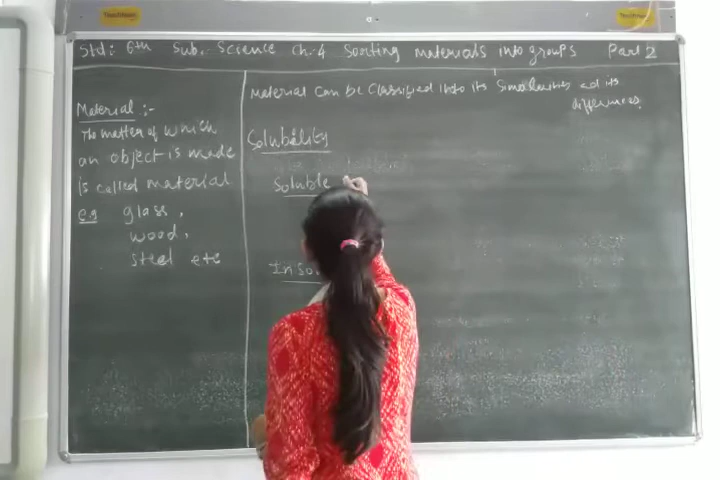 Std: 6th Sub. Science Ch-4 Sorting materials into groups Part 2
Material :-
The matter of which
an object is made
is called material
e.g glass,
wood,
steel etc
Material can be Classified into its Similarities ad its
differences.
Solubility
Soluble
Inso